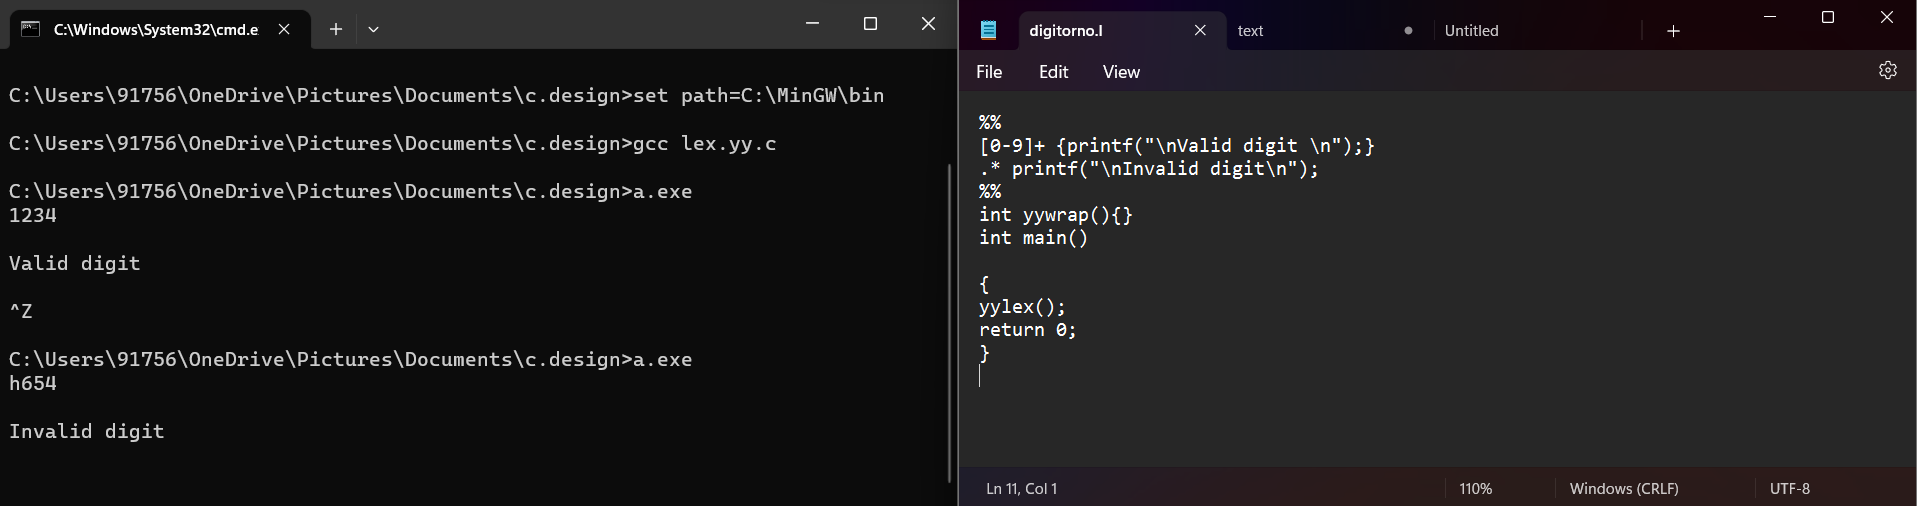 C:\Windows\System32\cmd.e
C:\Users\91756\OneDrive\Pictures\Documents\c.design>set path=C:\MinGW\bin
C:\Users\91756\OneDrive\Pictures\Documents\c.design>gcc lex.yy.c
C:\Users\91756\OneDrive\Pictures\Documents\c.design>a.exe
1234
Valid digit
^Z
C:\Users\91756\OneDrive\Pictures\Documents\c.design>a.exe
h654
Invalid digit
digitorno.l
text
Untitled
File Edit View
%%
[0-9]+ {printf("\nValid digit \n");}
.* printf("\nInvalid digit\n");
%%
int yywrap(){}
int main()
{
yylex();
return 0;
}
Ln 11, Col 1
110%
Windows (CRLF)
UTF-8